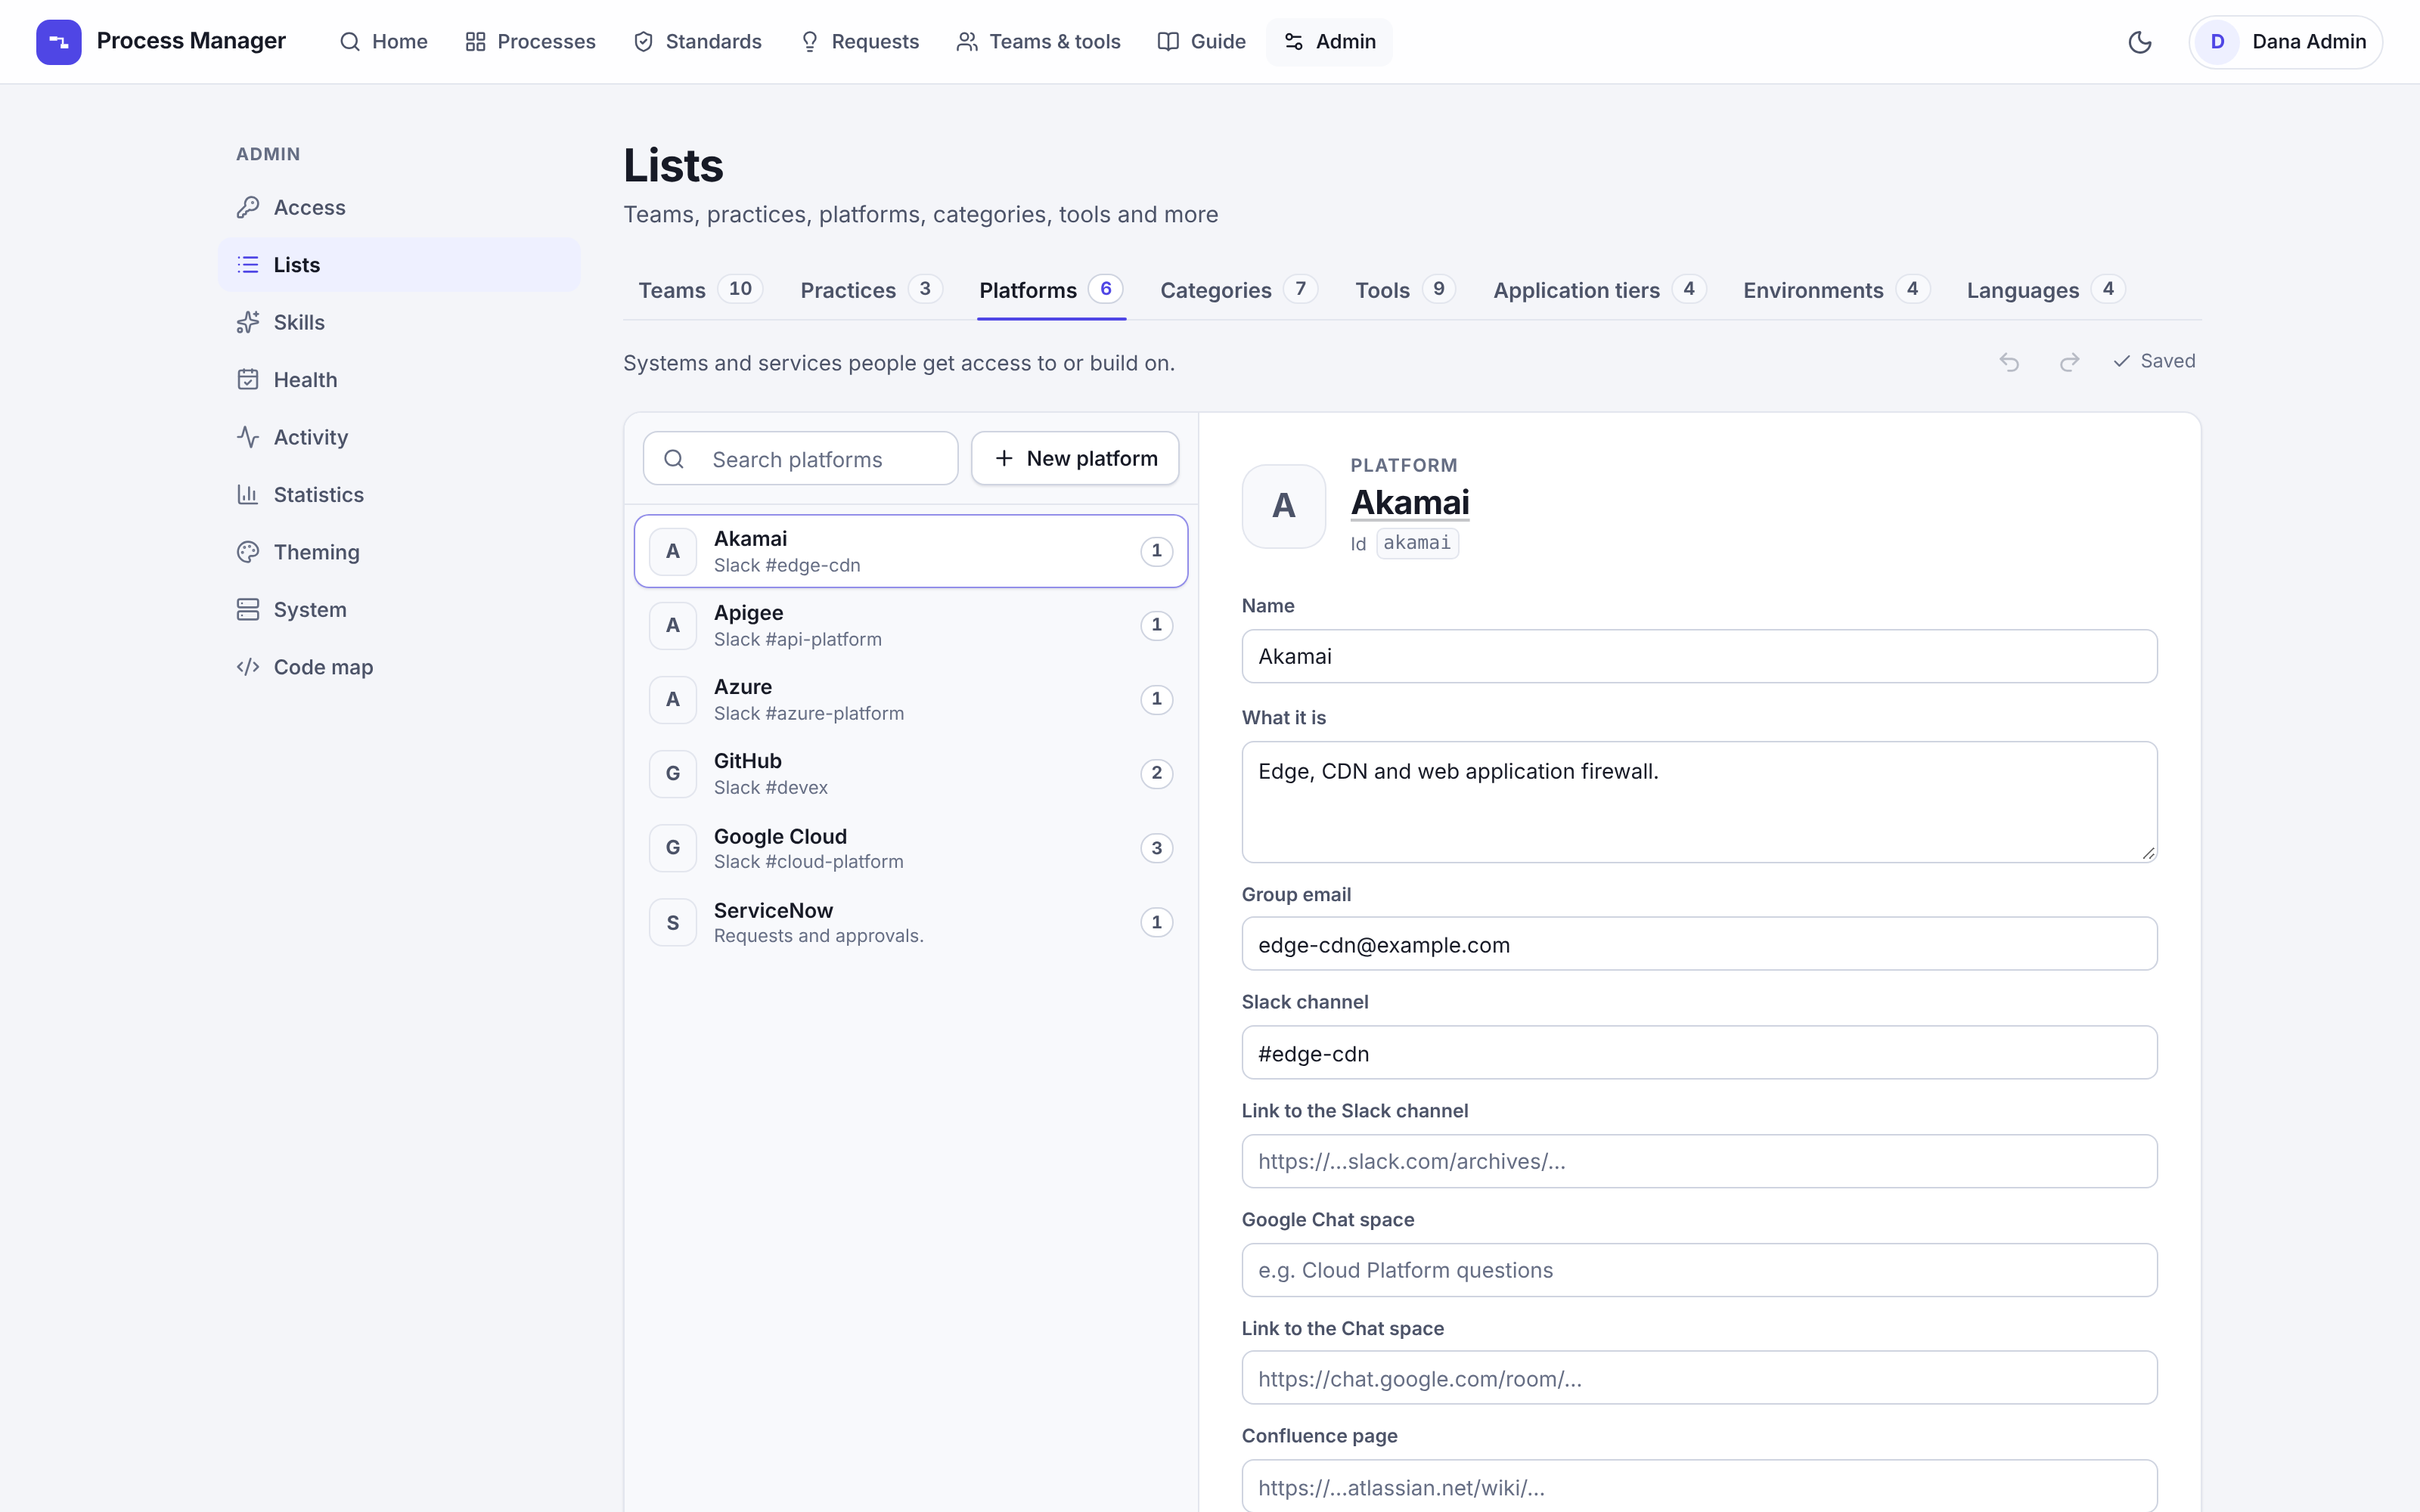 Process Manager
Home
Processes
Standards
Requests
Teams & tools
Guide
Admin
D
Dana Admin
ADMIN
Access
Lists
Skills
Health
Activity
Statistics
Theming
System
Code map
Lists
Teams, practices, platforms, categories, tools and more
Teams 10
Practices 3
Platforms 6
Categories 7
Tools 9
Application tiers 4
Environments 4
Languages 4
Systems and services people get access to or build on.
Saved
Search platforms
New platform
A
Akamai
Slack #edge-cdn
1
A
Apigee
Slack #api-platform
1
A
Azure
Slack #azure-platform
1
G
GitHub
Slack #devex
2
G
Google Cloud
Slack #cloud-platform
3
S
ServiceNow
Requests and approvals.
1
A
PLATFORM
Akamai
Id akamai
Name
Akamai
What it is
Edge, CDN and web application firewall.
Group email
edge-cdn@example.com
Slack channel
#edge-cdn
Link to the Slack channel
https://...slack.com/archives/...
Google Chat space
e.g. Cloud Platform questions
Link to the Chat space
https://chat.google.com/room/...
Confluence page
https://...atlassian.net/wiki/...